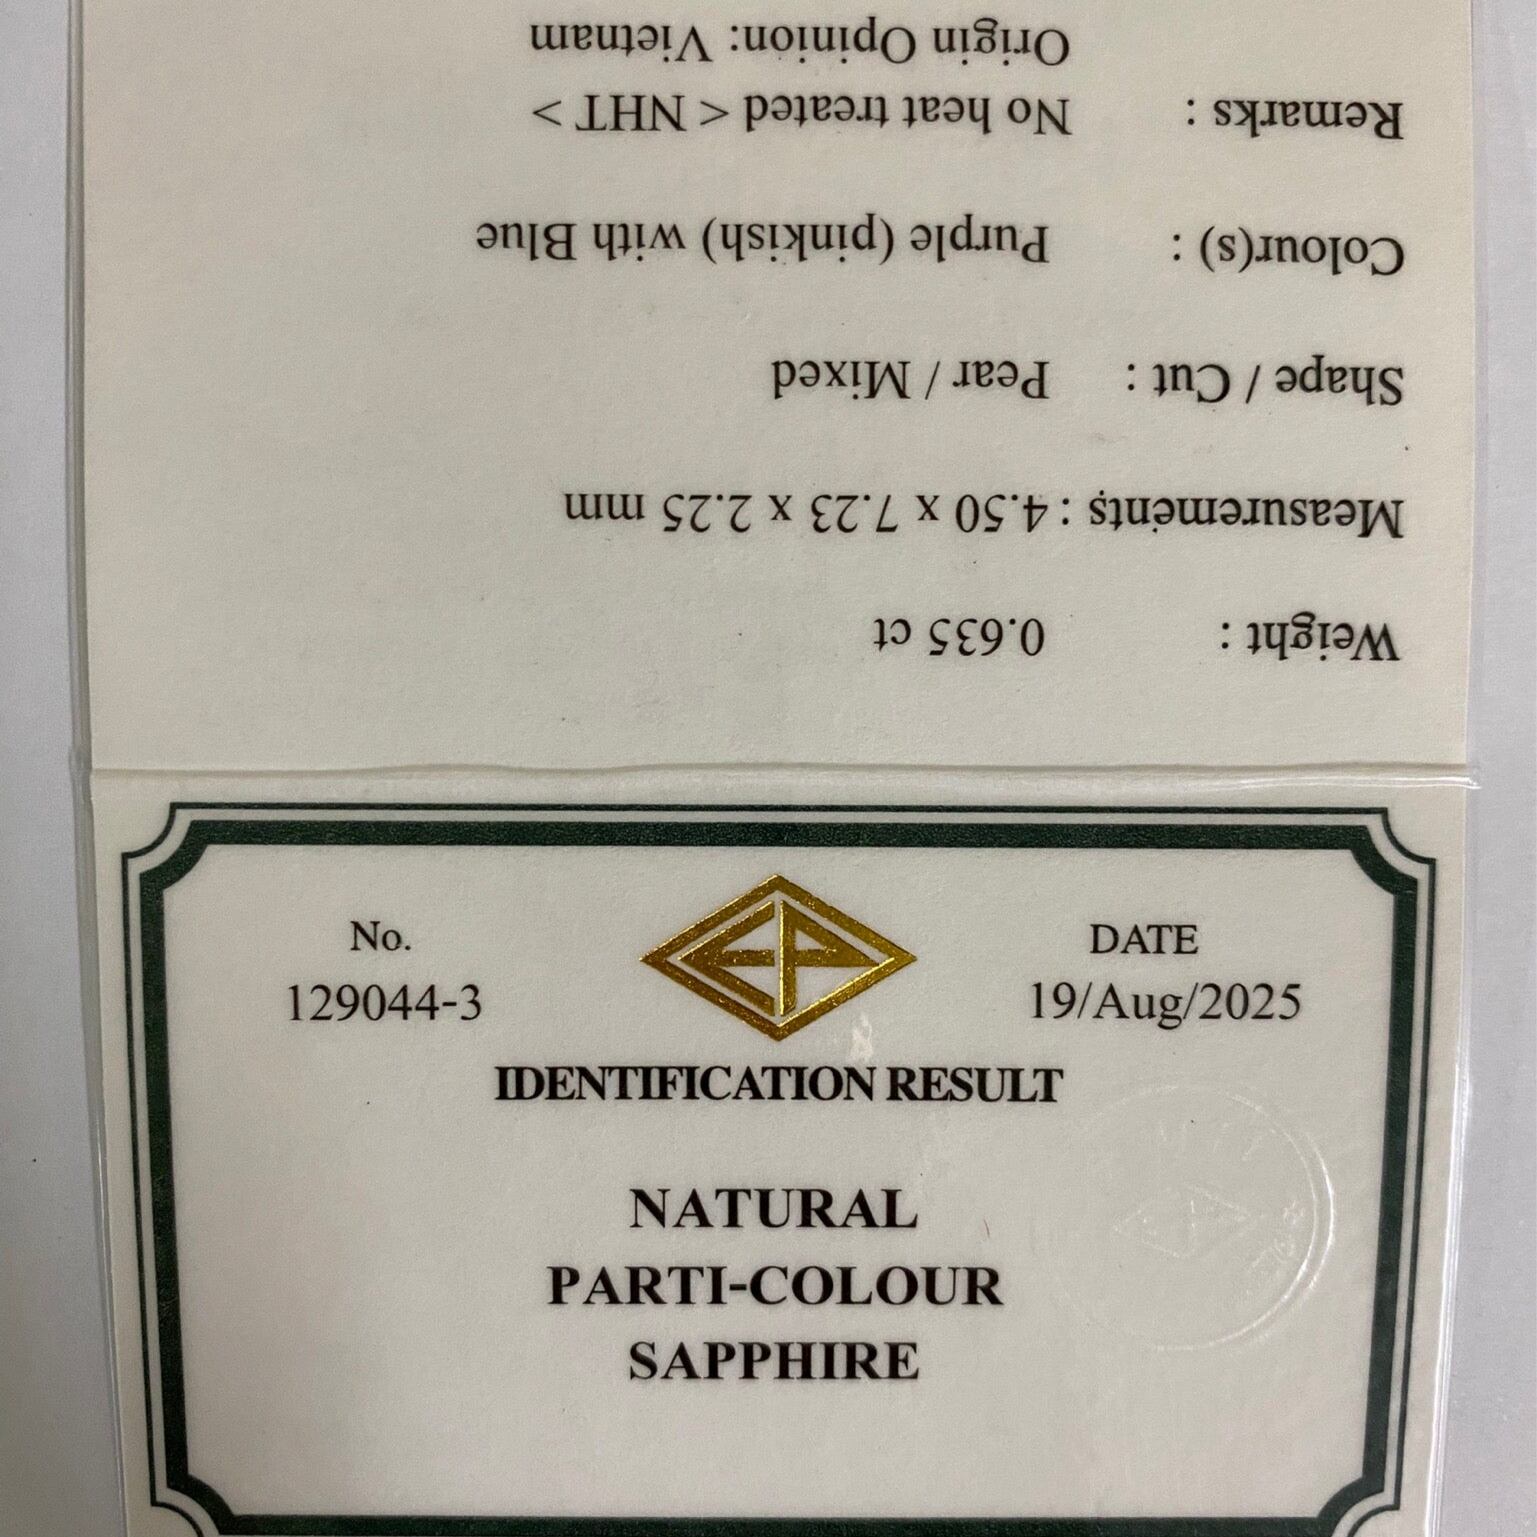 No.
129044-3
EP
DATE
19/Aug/2025
IDENTIFICATION RESULT
NATURAL
PARTI-COLOUR
SAPPHIRE
Weight : 0.635 ct
Measurements : 4.50 x 7.23 x 2.25 mm
Shape / Cut : Pear / Mixed
Colour(s) : Purple (pinkish) with Blue
Remarks : No heat treated < NHT >
Origin Opinion: Vietnam